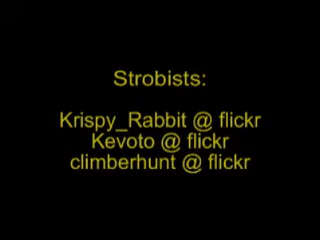 Strobists:
Krispy_Rabbit @ flickr
Kevoto @ flickr
climberhunt @ flickr